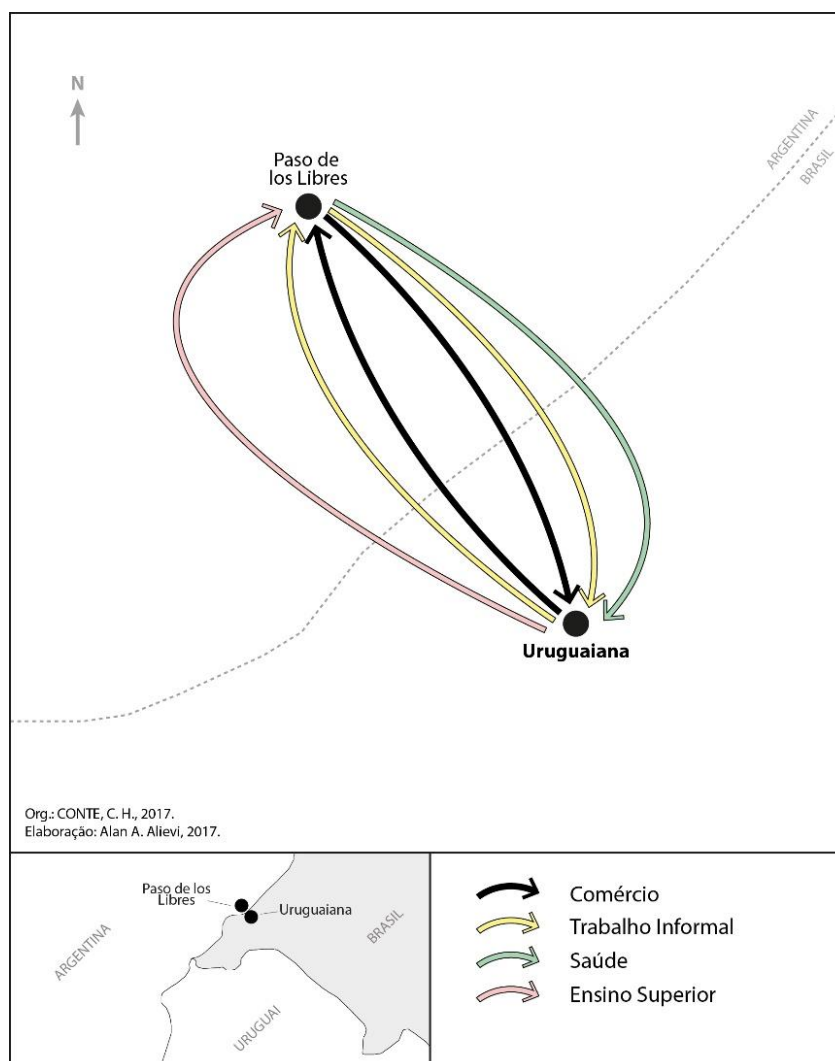 N
ARGENTINA
BRASIL
Paso de
los Libres
Uruguaiana
Org.: CONTE, C. H., 2017.
Elaboração: Alan A. Alievi, 2017.
Paso de los
Libres
Uruguaiana
BRASIL
ARGENTINA
URUGUAI
Comércio
Trabalho Informal
Saúde
Ensino Superior